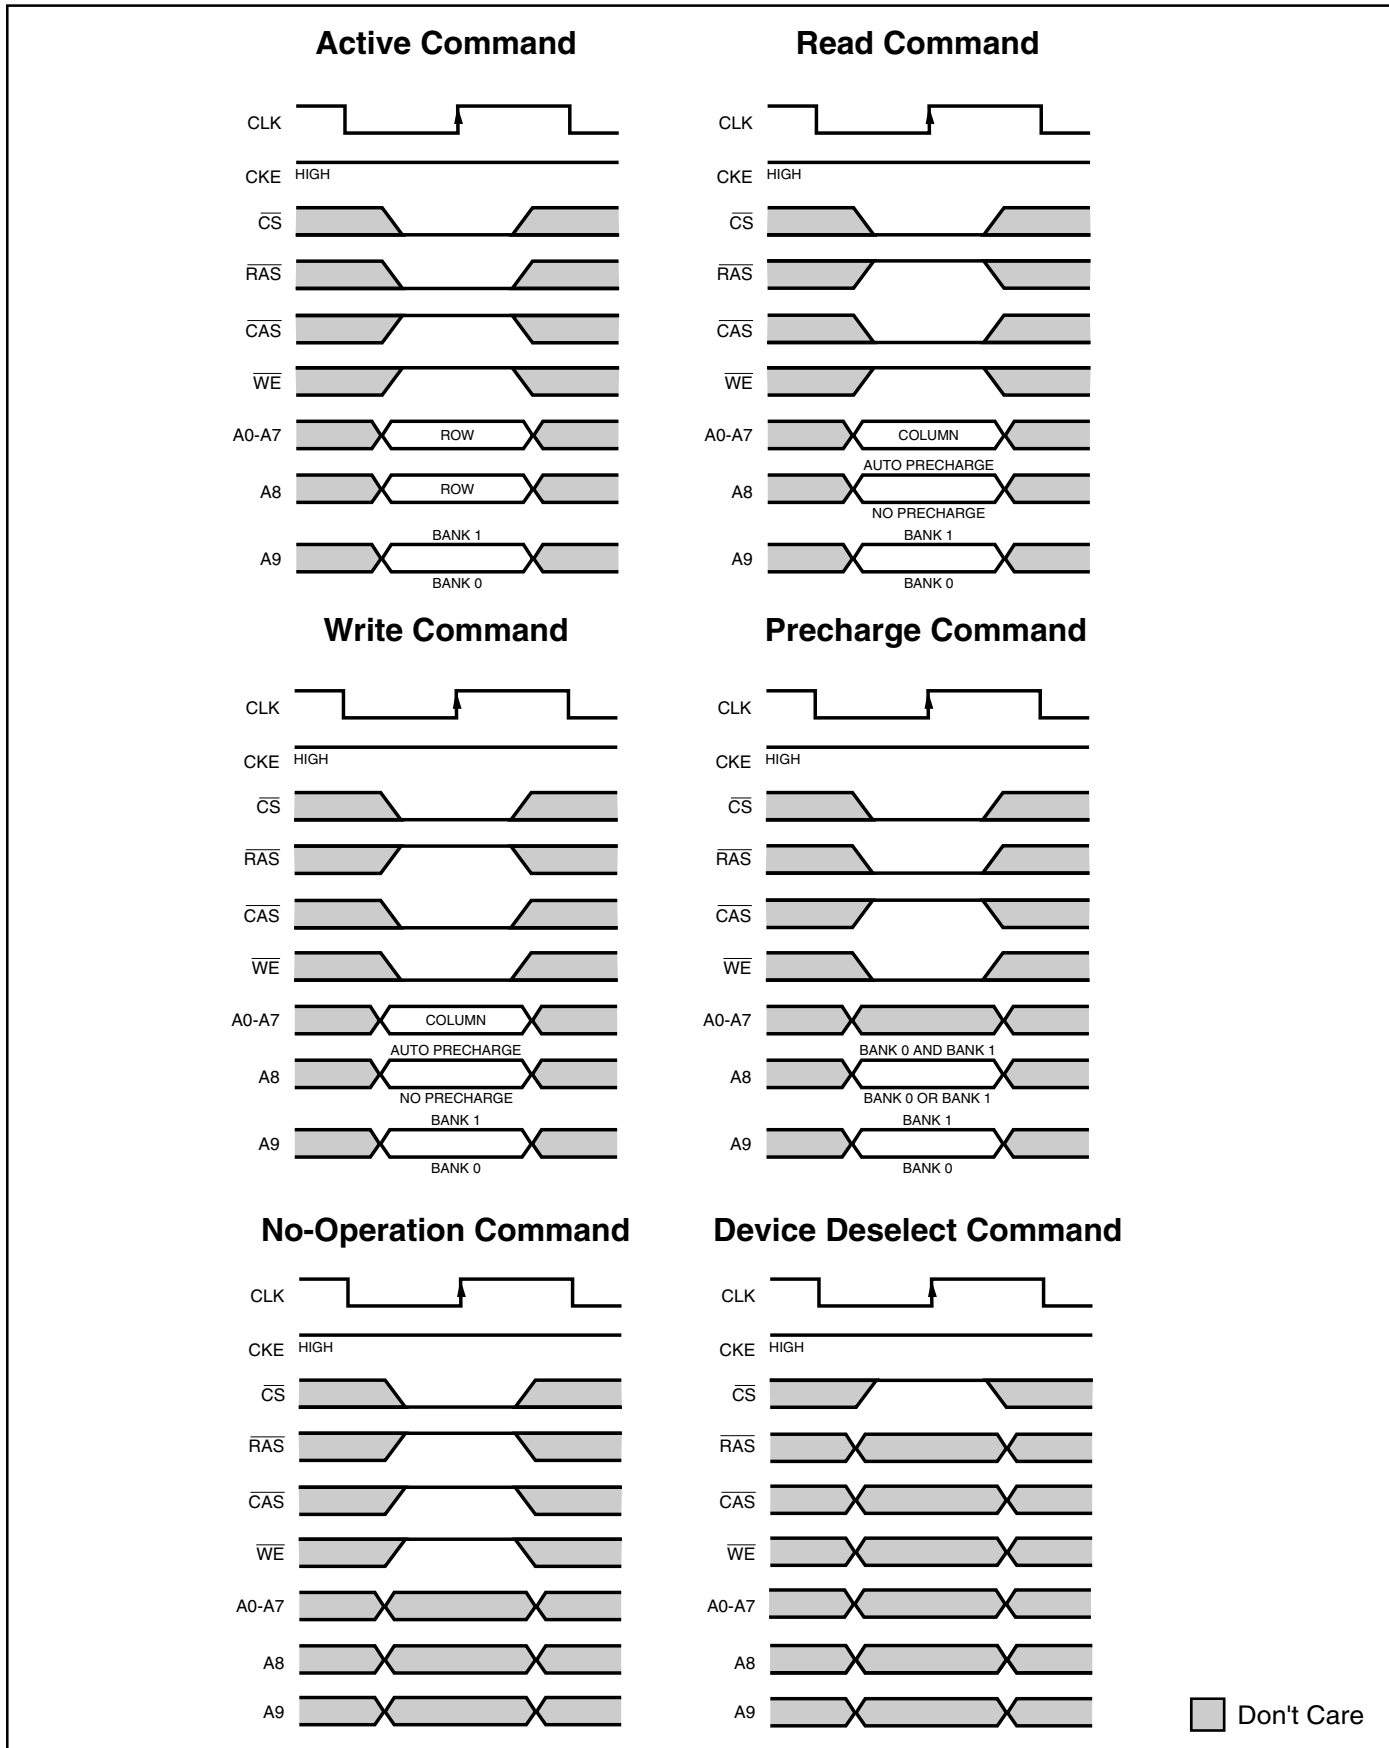 Active Command
CLK
CKE HIGH
CS
RAS
CAS
WE
A0-A7 ROW
A8 ROW
BANK 1
A9
BANK 0
Read Command
CLK
CKE HIGH
CS
RAS
CAS
WE
A0-A7 COLUMN
AUTO PRECHARGE
A8
NO PRECHARGE
BANK 1
A9
BANK 0
Write Command
CLK
CKE HIGH
CS
RAS
CAS
WE
A0-A7 COLUMN
AUTO PRECHARGE
A8
NO PRECHARGE
BANK 1
A9
BANK 0
Precharge Command
CLK
CKE HIGH
CS
RAS
CAS
WE
A0-A7
BANK 0 AND BANK 1
A8
BANK 0 OR BANK 1
BANK 1
A9
BANK 0
No-Operation Command
CLK
CKE HIGH
CS
RAS
CAS
WE
A0-A7
A8
A9
Device Deselect Command
CLK
CKE HIGH
CS
RAS
CAS
WE
A0-A7
A8
A9
Don't Care